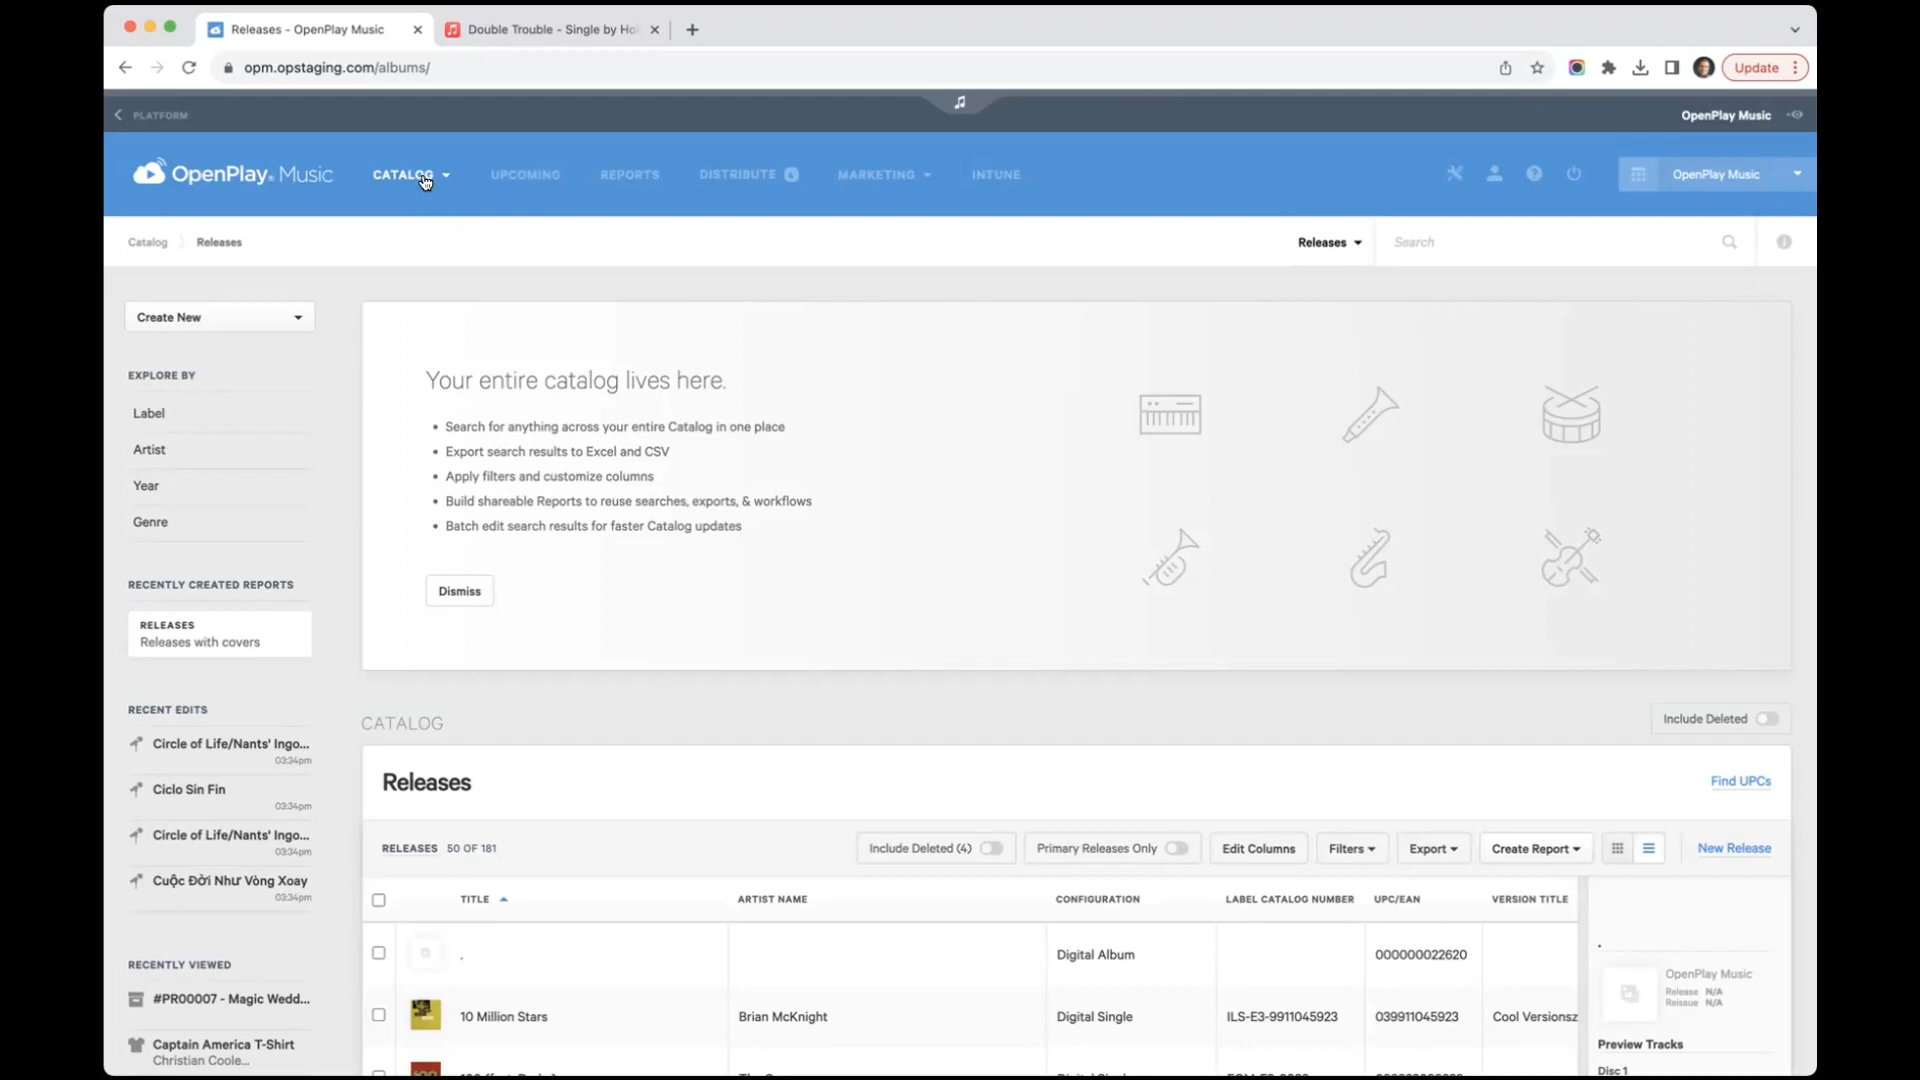 Releases - OpenPlay Music
Double Trouble - Single by Hol
opm.opstaging.com/albums/
Update
PLATFORM
OpenPlay Music
OpenPlay Music
CATALOG
UPCOMING
REPORTS
DISTRIBUTE
MARKETING
INTUNE
OpenPlay Music
Catalog
Releases
Releases
Search
Create New
EXPLORE BY
Label
Artist
Year
Genre
RECENTLY CREATED REPORTS
RELEASES
Releases with covers
RECENT EDITS
Circle of Life/Nants' Ingo...
03:34pm
Ciclo Sin Fin
03:34pm
Circle of Life/Nants' Ingo...
03:34pm
Cuộc Đời Như Vòng Xoay
03:34pm
RECENTLY VIEWED
#PR00007 - Magic Wedd...
Captain America T-Shirt
Christian Coole...
Your entire catalog lives here.
• Search for anything across your entire Catalog in one place
• Export search results to Excel and CSV
• Apply filters and customize columns
• Build shareable Reports to reuse searches, exports, & workflows
• Batch edit search results for faster Catalog updates
Dismiss
CATALOG
Include Deleted
Releases
Find UPCs
RELEASES 50 OF 181
Include Deleted (4)
Primary Releases Only
Edit Columns
Filters
Export
Create Report
New Release
TITLE ARTIST NAME CONFIGURATION LABEL CATALOG NUMBER UPC/EAN VERSION TITLE
. Digital Album 000000022620
10 Million Stars Brian McKnight Digital Single ILS-E3-9911045923 039911045923 Cool Versionsz
.
OpenPlay Music
Release N/A
Reissue N/A
Preview Tracks
Disc 1